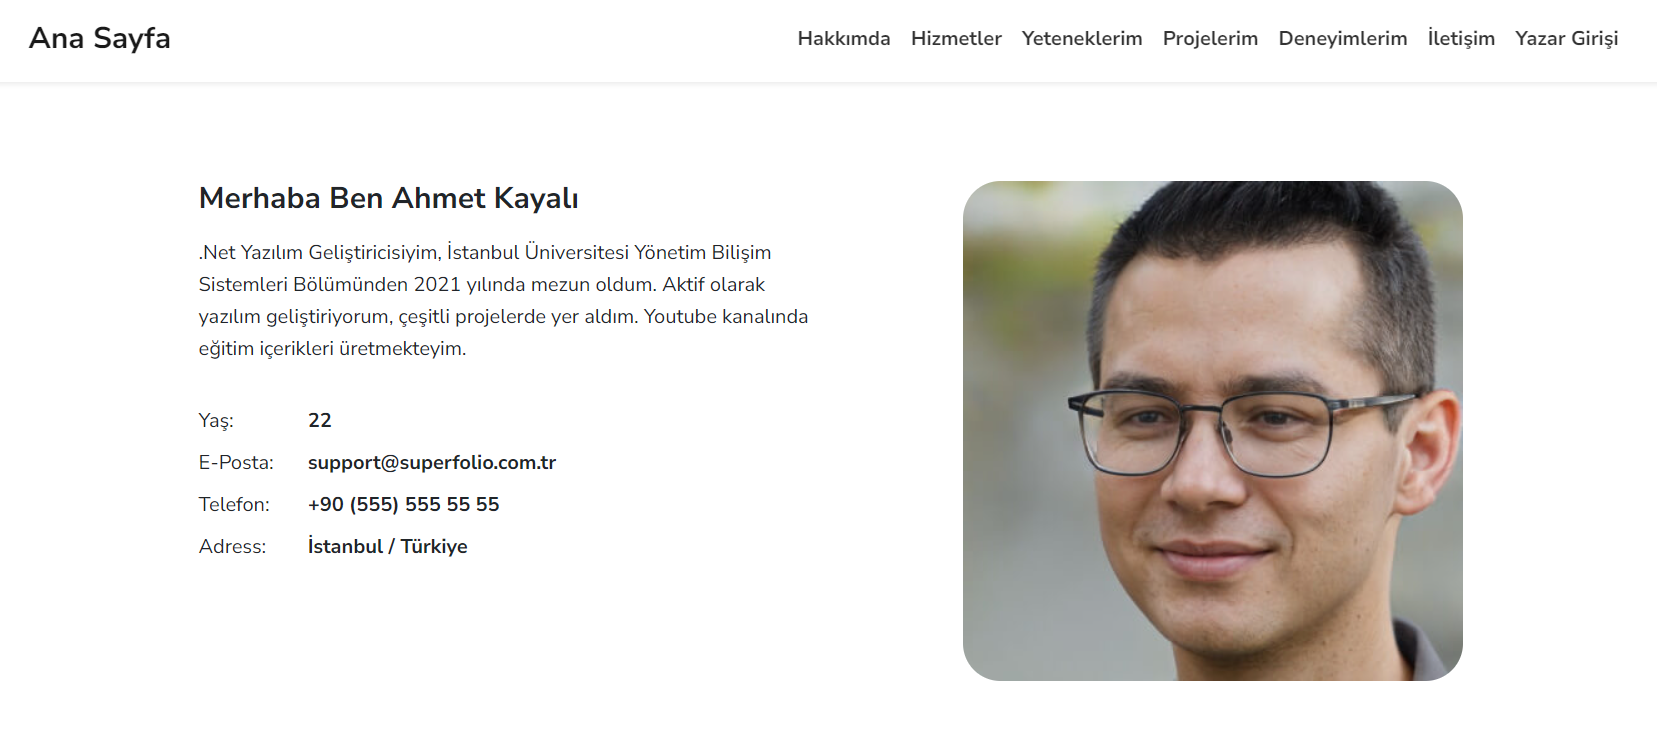 Ana Sayfa
Hakkımda Hizmetler Yeteneklerim Projelerim Deneyimlerim İletişim Yazar Girişi
Merhaba Ben Ahmet Kayalı
.Net Yazılım Geliştiricisiyim, İstanbul Üniversitesi Yönetim Bilişim
Sistemleri Bölümünden 2021 yılında mezun oldum. Aktif olarak
yazılım geliştiriyorum, çeşitli projelerde yer aldım. Youtube kanalında
eğitim içerikleri üretmekteyim.
Yaş: 22
E-Posta: support@superfolio.com.tr
Telefon: +90 (555) 555 55 55
Adress: İstanbul / Türkiye